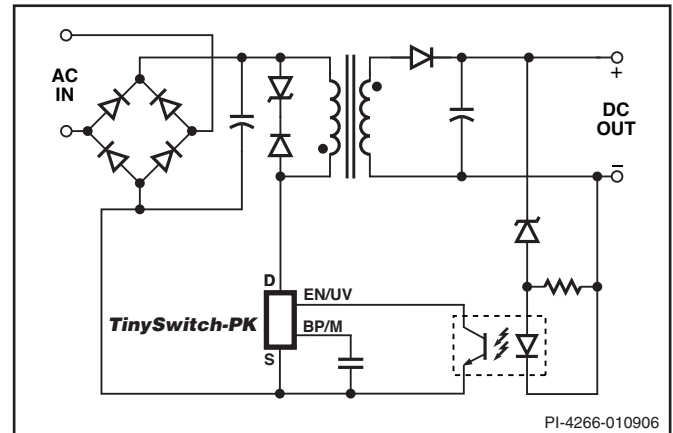 AC
IN
+
DC
OUT
–
D
EN/UV
TinySwitch-PK
BP/M
S
PI-4266-010906